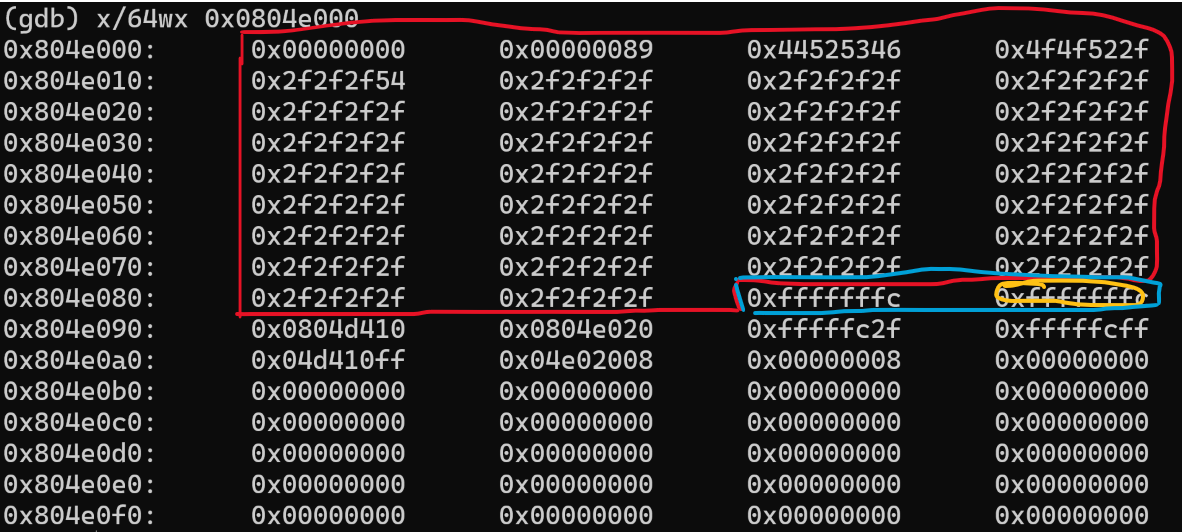 (gdb) x/64wx 0x0804e000
0x804e000: 0x00000000 0x00000089 0x44525346 0x4f4f522f
0x804e010: 0x2f2f2f54 0x2f2f2f2f 0x2f2f2f2f 0x2f2f2f2f
0x804e020: 0x2f2f2f2f 0x2f2f2f2f 0x2f2f2f2f 0x2f2f2f2f
0x804e030: 0x2f2f2f2f 0x2f2f2f2f 0x2f2f2f2f 0x2f2f2f2f
0x804e040: 0x2f2f2f2f 0x2f2f2f2f 0x2f2f2f2f 0x2f2f2f2f
0x804e050: 0x2f2f2f2f 0x2f2f2f2f 0x2f2f2f2f 0x2f2f2f2f
0x804e060: 0x2f2f2f2f 0x2f2f2f2f 0x2f2f2f2f 0x2f2f2f2f
0x804e070: 0x2f2f2f2f 0x2f2f2f2f 0x2f2f2f2f 0x2f2f2f2f
0x804e080: 0x2f2f2f2f 0x2f2f2f2f 0xfffffffc 0xfffffffc
0x804e090: 0x0804d410 0x0804e020 0xfffffc2f 0xfffffcff
0x804e0a0: 0x04d410ff 0x04e02008 0x00000008 0x00000000
0x804e0b0: 0x00000000 0x00000000 0x00000000 0x00000000
0x804e0c0: 0x00000000 0x00000000 0x00000000 0x00000000
0x804e0d0: 0x00000000 0x00000000 0x00000000 0x00000000
0x804e0e0: 0x00000000 0x00000000 0x00000000 0x00000000
0x804e0f0: 0x00000000 0x00000000 0x00000000 0x00000000